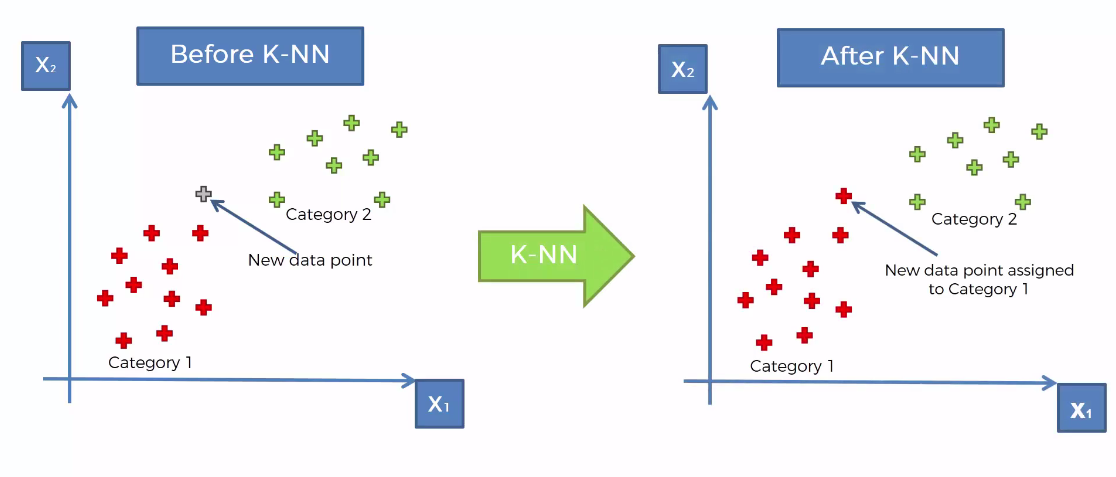 Before K-NN
X₂
Category 2
New data point
Category 1
X₁
K-NN
After K-NN
X₂
Category 2
New data point assigned
to Category 1
Category 1
X₁